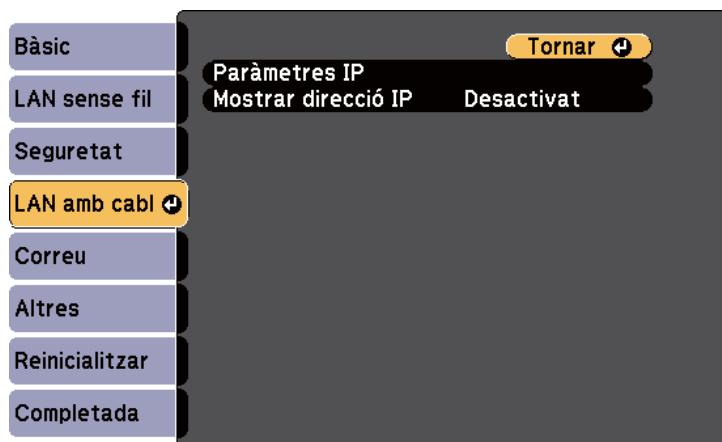 Bàsic
LAN sense fil
Seguretat
LAN amb cabl
Correu
Altres
Reinicialitzar
Completada
Tornar
Paràmetres IP
Mostrar direcció IP Desactivat